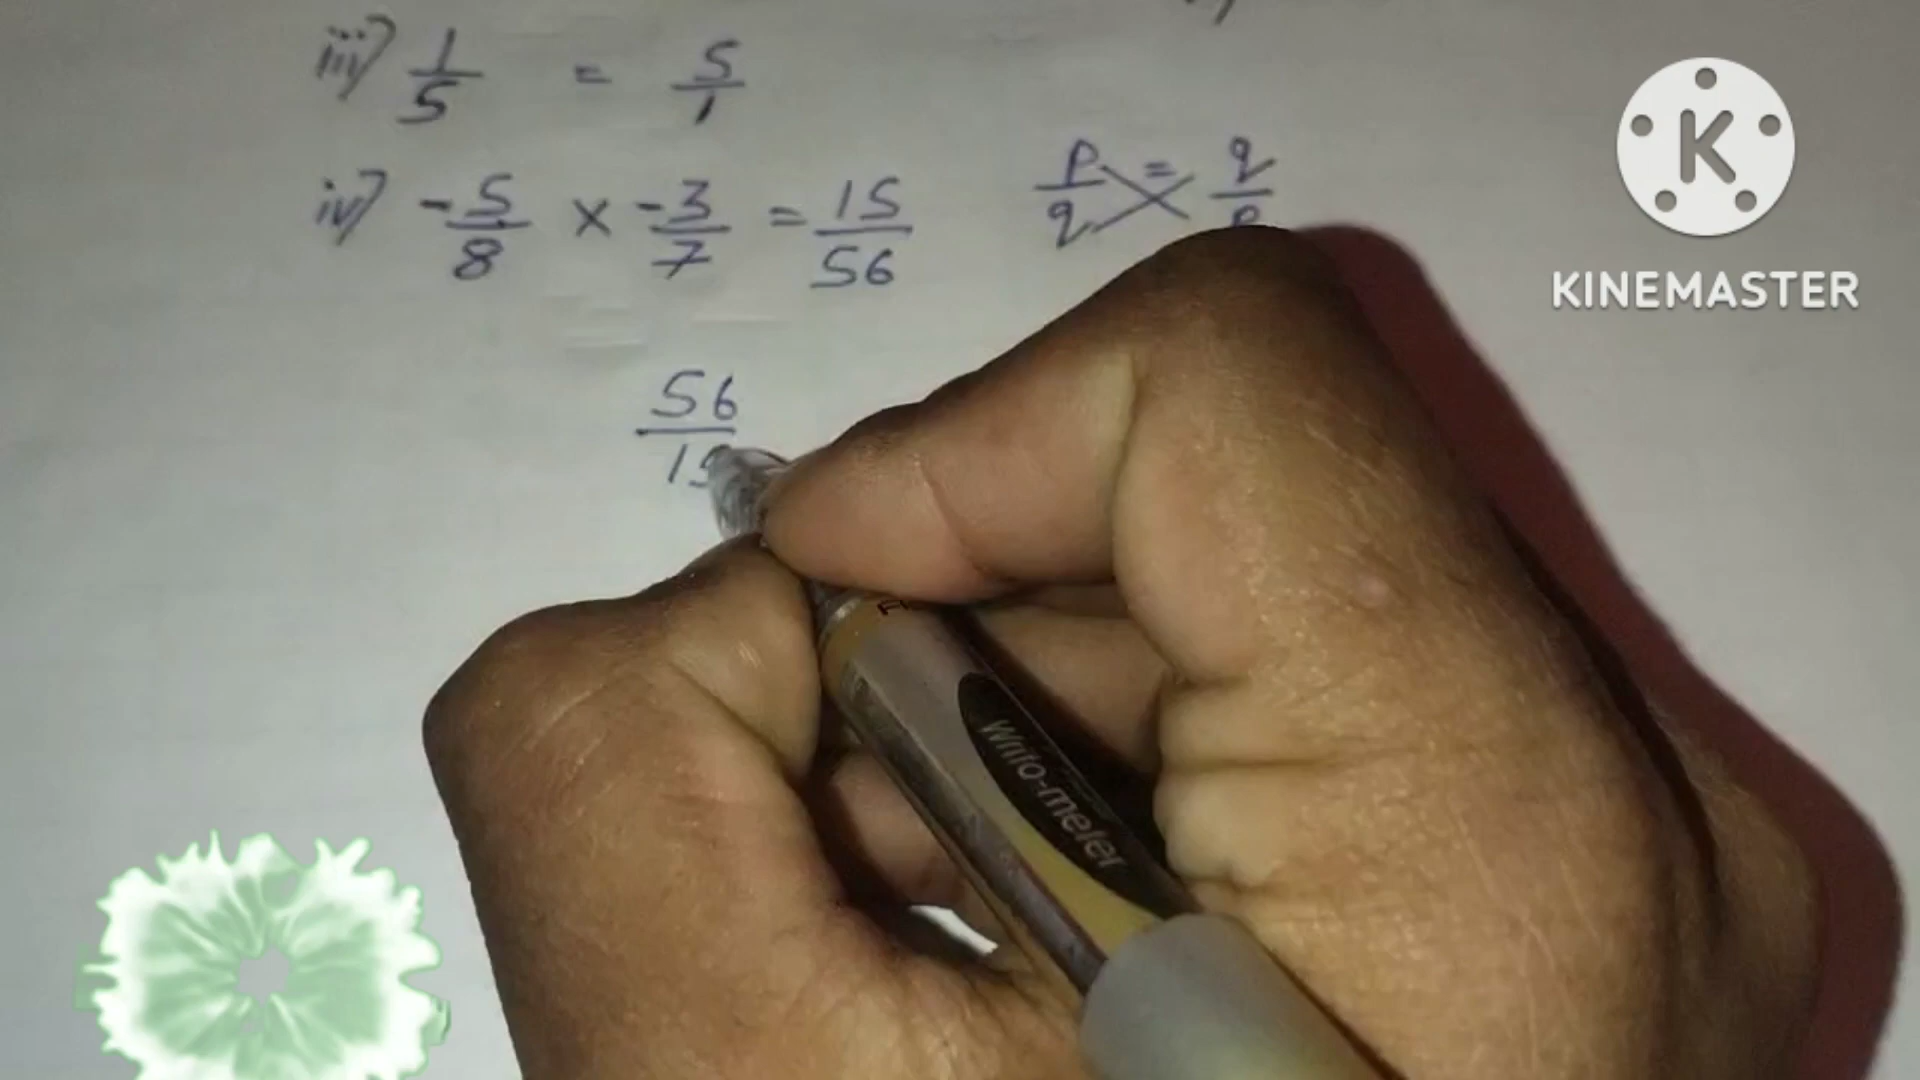 iii) 1/5 = 5/1
iv) -5/8 × -3/7 = 15/56
p/q = q/p
56/15
KINEMASTER
Writo-meter